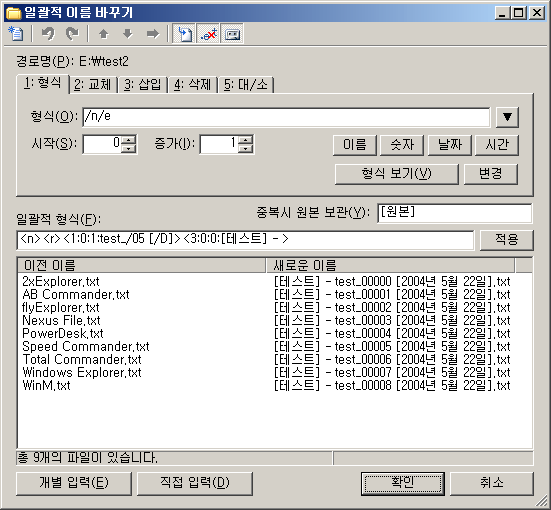 일괄적 이름 바꾸기
경로명(P): E:\test2
1: 형식 2: 교체 3: 삽입 4: 삭제 5: 대/소
형식(O): /n/e
시작(S): 0 증가(I): 1 이름 숫자 날짜 시간
형식 보기(V) 변경
중복시 원본 보관(Y): [원본]
일괄적 형식(F):
<n> <r> <1:0:1:test_/05 [/D]> <3:0:0:[테스트] - > 적용
이전 이름 새로운 이름
2xExplorer.txt [테스트] - test_00000 [2004년 5월 22일].txt
AB Commander.txt [테스트] - test_00001 [2004년 5월 22일].txt
flyExplorer.txt [테스트] - test_00002 [2004년 5월 22일].txt
Nexus File.txt [테스트] - test_00003 [2004년 5월 22일].txt
PowerDesk.txt [테스트] - test_00004 [2004년 5월 22일].txt
Speed Commander.txt [테스트] - test_00005 [2004년 5월 22일].txt
Total Commander.txt [테스트] - test_00006 [2004년 5월 22일].txt
Windows Explorer.txt [테스트] - test_00007 [2004년 5월 22일].txt
WinM.txt [테스트] - test_00008 [2004년 5월 22일].txt
총 9개의 파일이 있습니다.
개별 입력(E) 직접 입력(D) 확인 취소